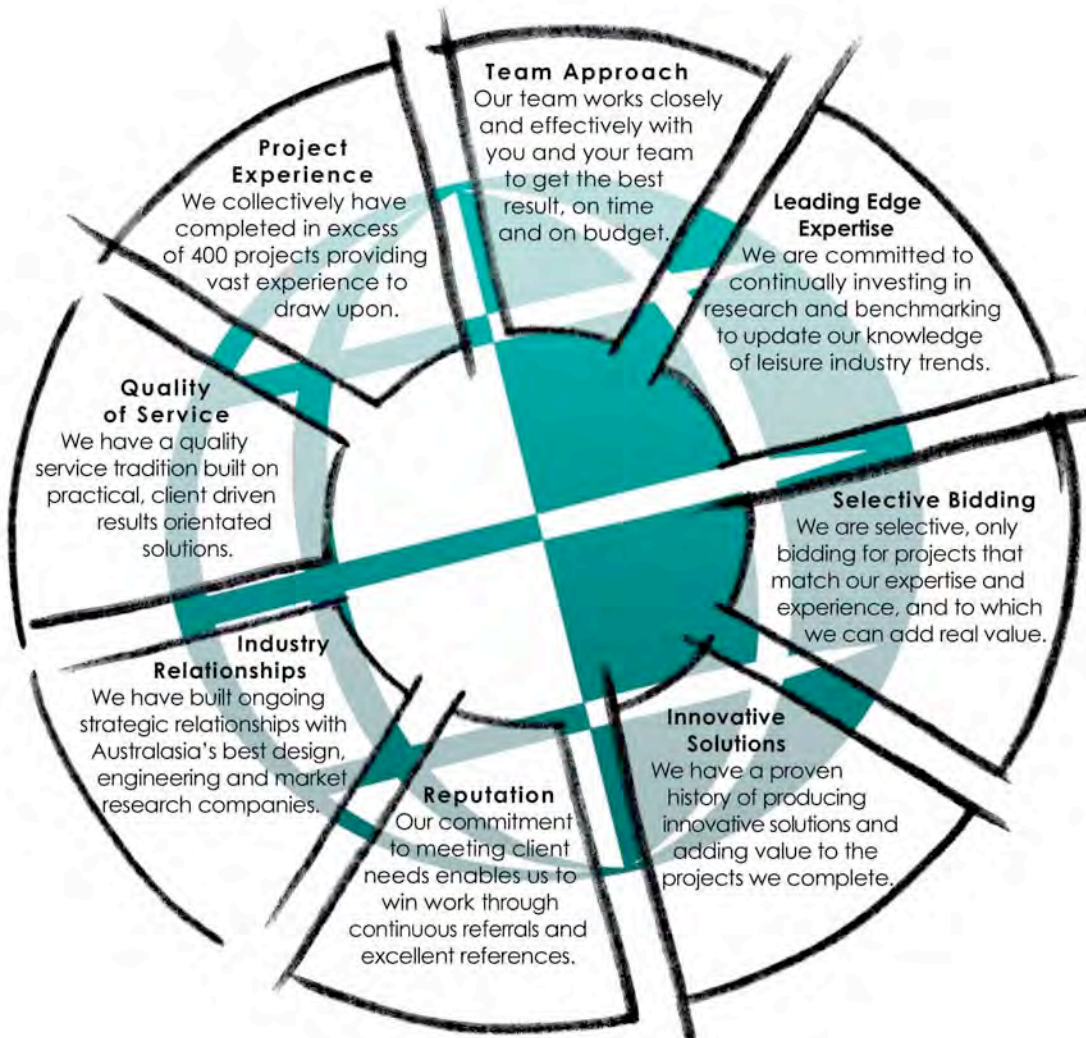 Team Approach
Our team works closely
and effectively with
you and your team
to get the best
result, on time
and on budget.
Leading Edge
Expertise
We are committed to
continually investing in
research and benchmarking
to update our knowledge
of leisure industry trends.
Selective Bidding
We are selective, only
bidding for projects that
match our expertise and
experience, and to which
we can add real value.
Innovative
Solutions
We have a proven
history of producing
innovative solutions and
adding value to the
projects we complete.
Reputation
Our commitment
to meeting client
needs enables us to
win work through
continuous referrals and
excellent references.
Industry
Relationships
We have built ongoing
strategic relationships with
Australasia's best design,
engineering and market
research companies.
Quality
of Service
We have a quality
service tradition built on
practical, client driven
results orientated
solutions.
Project
Experience
We collectively have
completed in excess
of 400 projects providing
vast experience to
draw upon.